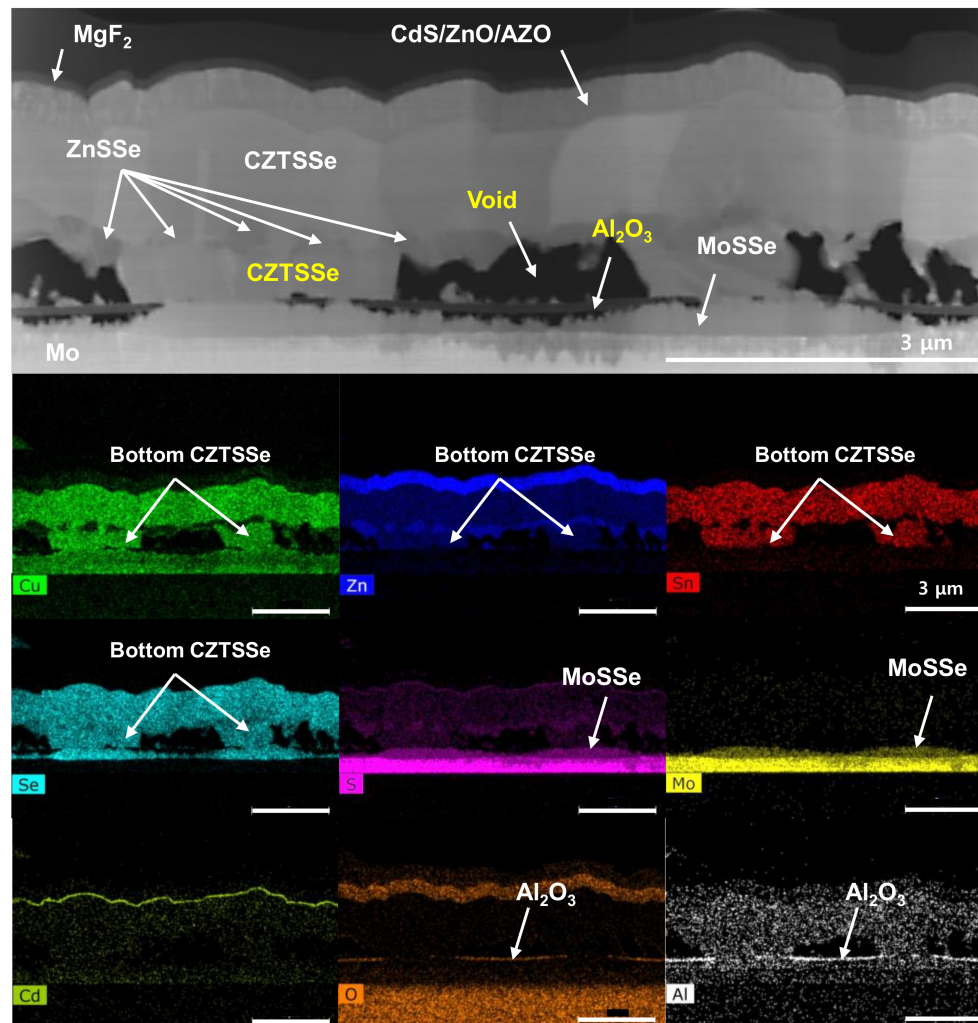 MgF₂
CdS/ZnO/AZO
ZnSSe
CZTSSe
Void
Al₂O₃
MoSSe
CZTSSe
3 μm
Mo
Bottom CZTSSe
Bottom CZTSSe
Bottom CZTSSe
Cu
Zn
Sn
3 μm
Bottom CZTSSe
MoSSe
MoSSe
Se
S
Mo
Al₂O₃
Al₂O₃
Cd
O
Al